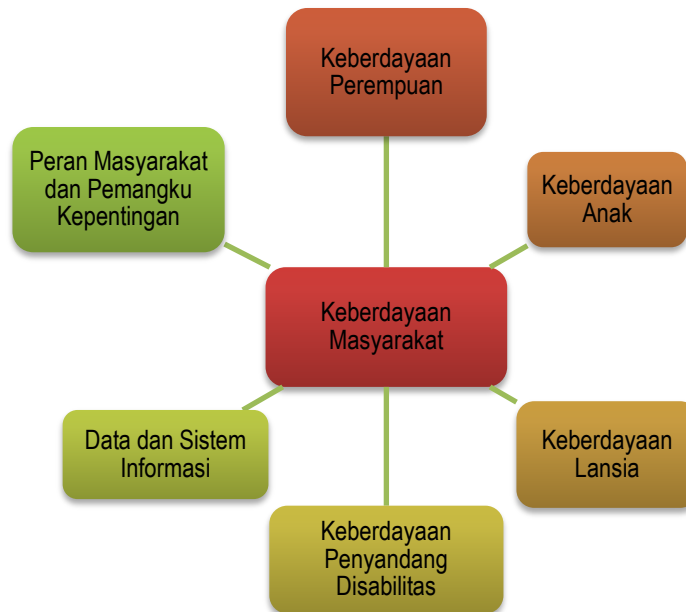 Keberdayaan
Perempuan
Peran Masyarakat
dan Pemangku
Kepentingan
Keberdayaan
Anak
Keberdayaan
Masyarakat
Data dan Sistem
Informasi
Keberdayaan
Lansia
Keberdayaan
Penyandang
Disabilitas